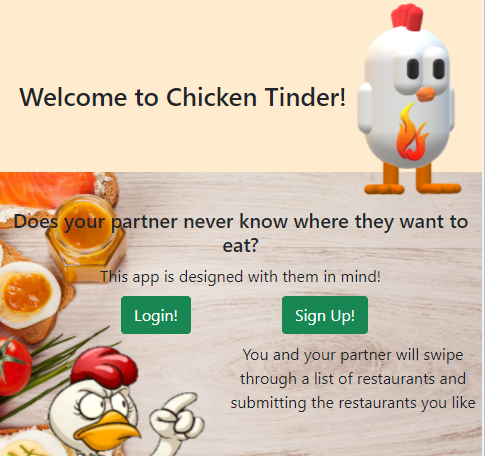 Welcome to Chicken Tinder!
Does your partner never know where they want to
eat?
This app is designed with them in mind!
Login!
Sign Up!
You and your partner will swipe
through a list of restaurants and
submitting the restaurants you like